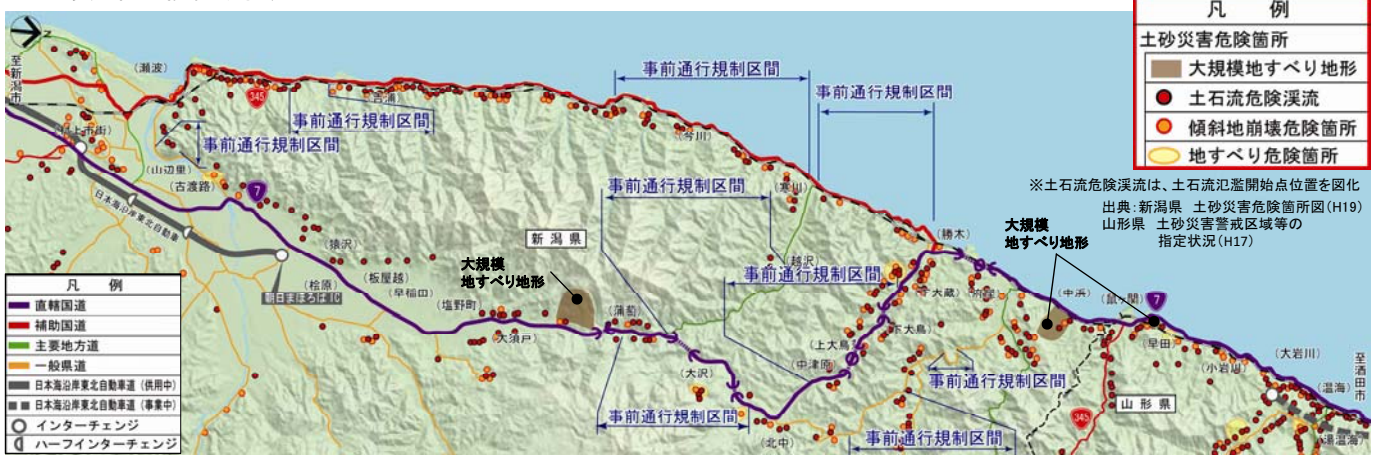 凡 例
土砂災害危険箇所
大規模地すべり地形
土石流危険渓流
傾斜地崩壊危険箇所
地すべり危険箇所
※土石流危険渓流は、土石流氾濫開始点位置を図化
出典:新潟県 土砂災害危険箇所図(H19)
山形県 土砂災害警戒区域等の
指定状況(H17)
N
至新潟市
(瀬波)
345
事前通行規制区間
事前通行規制区間
事前通行規制区間
事前通行規制区間
(今川)
(寒川)
(山辺里)
(古渡路)
7
日本海沿岸東北自動車道
(猿沢)
(桧原)
(板屋越)
(早稲田)
朝日まほろばIC
新潟県
大規模
地すべり地形
(塩野町)
(大須戸)
(蒲萄)
事前通行規制区間
(越沢)
事前通行規制区間
(勝木)
(下大蔵)
(上大鳥)
(下大鳥)
(中津原)
(大沢)
(北中)
事前通行規制区間
事前通行規制区間
事前通行規制区間
大規模
地すべり地形
(中浜)
(鼠ヶ関)
7
(早田)
(小岩川)
(大岩川)
(温海)
(湯温海)
至酒田市
345
山形県
凡 例
直轄国道
補助国道
主要地方道
一般県道
日本海沿岸東北自動車道(供用中)
日本海沿岸東北自動車道(事業中)
インターチェンジ
ハーフインターチェンジ